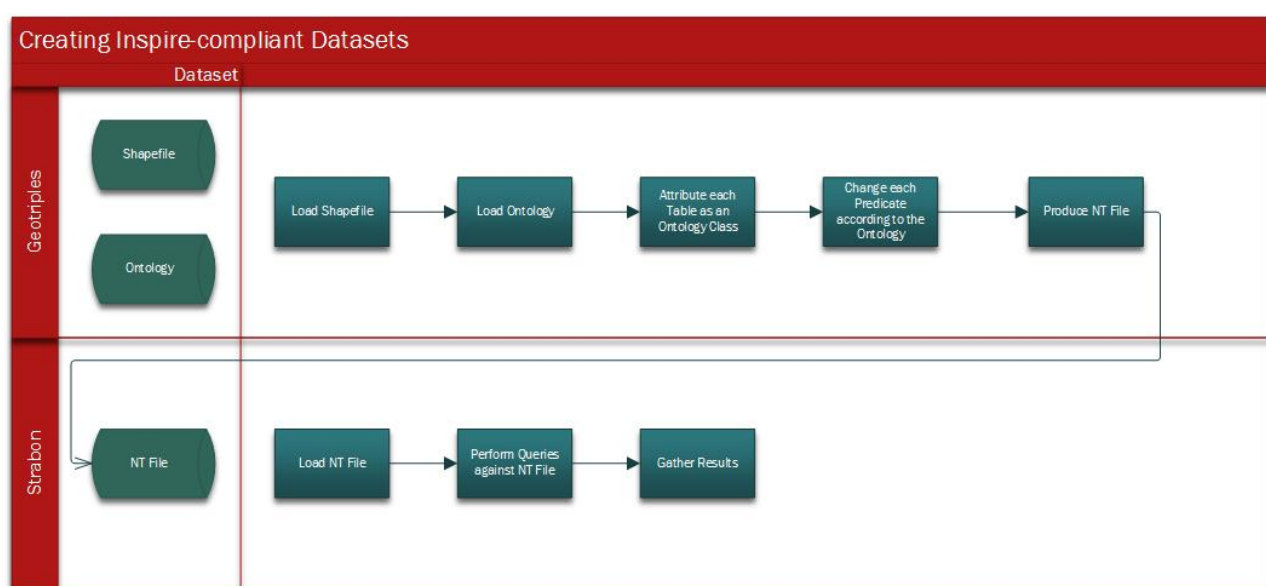 Creating Inspire-compliant Datasets
Dataset
Geotriples
Shapefile
Ontology
Load Shapefile
Load Ontology
Attribute each
Table as an
Ontology Class
Change each
Predicate
according to the
Ontology
Produce NT File
Strabon
NT File
Load NT File
Perform Queries
against NT File
Gather Results